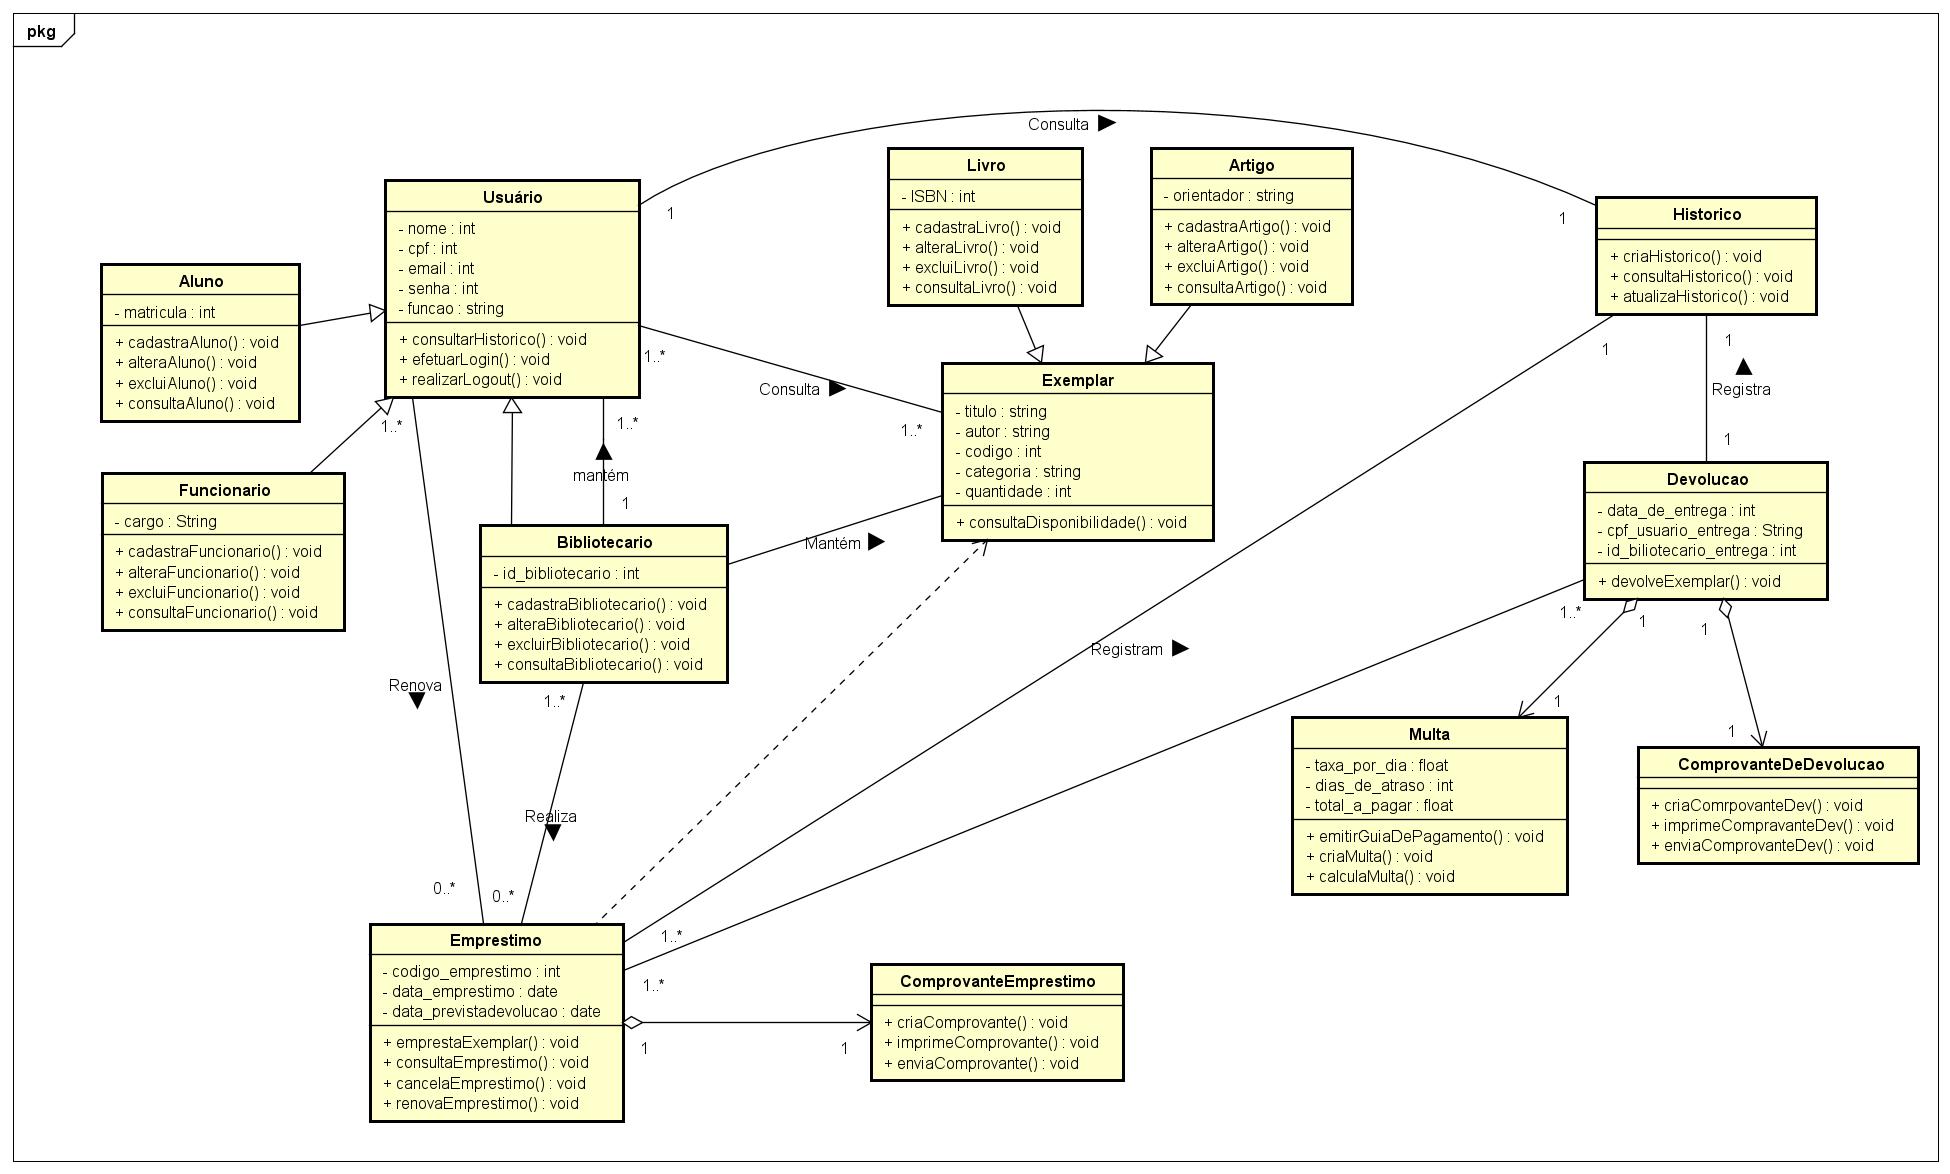 pkg
Consulta
1
1
Usuário
- nome : int
- cpf : int
- email : int
- senha : int
- funcao : string
+ consultarHistorico() : void
+ efetuarLogin() : void
+ realizarLogout() : void
Livro
- ISBN : int
+ cadastraLivro() : void
+ alteraLivro() : void
+ excluiLivro() : void
+ consultaLivro() : void
Artigo
- orientador : string
+ cadastraArtigo() : void
+ alteraArtigo() : void
+ excluiArtigo() : void
+ consultaArtigo() : void
Historico
+ criaHistorico() : void
+ consultaHistorico() : void
+ atualizaHistorico() : void
Aluno
- matricula : int
+ cadastraAluno() : void
+ alteraAluno() : void
+ excluiAluno() : void
+ consultaAluno() : void
1..*
Consulta
1..*
1
1
Registra
1
Exemplar
- titulo : string
- autor : string
- codigo : int
- categoria : string
- quantidade : int
+ consultaDisponibilidade() : void
1..*
1..*
mantém
1
Funcionario
- cargo : String
+ cadastraFuncionario() : void
+ alteraFuncionario() : void
+ excluiFuncionario() : void
+ consultaFuncionario() : void
Bibliotecario
- id_bibliotecario : int
+ cadastraBibliotecario() : void
+ alteraBibliotecario() : void
+ excluirBibliotecario() : void
+ consultaBibliotecario() : void
Mantém
Devolucao
- data_de_entrega : int
- cpf_usuario_entrega : String
- id_biliotecario_entrega : int
+ devolveExemplar() : void
1..*
1
1
Registram
Renova
1..*
1
1
Multa
- taxa_por_dia : float
- dias_de_atraso : int
- total_a_pagar : float
+ emitirGuiaDePagamento() : void
+ criaMulta() : void
+ calculaMulta() : void
ComprovanteDeDevolucao
+ criaComrpovanteDev() : void
+ imprimeCompravanteDev() : void
+ enviaComprovanteDev() : void
Realiza
0..*
0..*
1..*
1..*
Emprestimo
- codigo_emprestimo : int
- data_emprestimo : date
- data_previstadevolucao : date
+ emprestaExemplar() : void
+ consultaEmprestimo() : void
+ cancelaEmprestimo() : void
+ renovaEmprestimo() : void
1
1
ComprovanteEmprestimo
+ criaComprovante() : void
+ imprimeComprovante() : void
+ enviaComprovante() : void